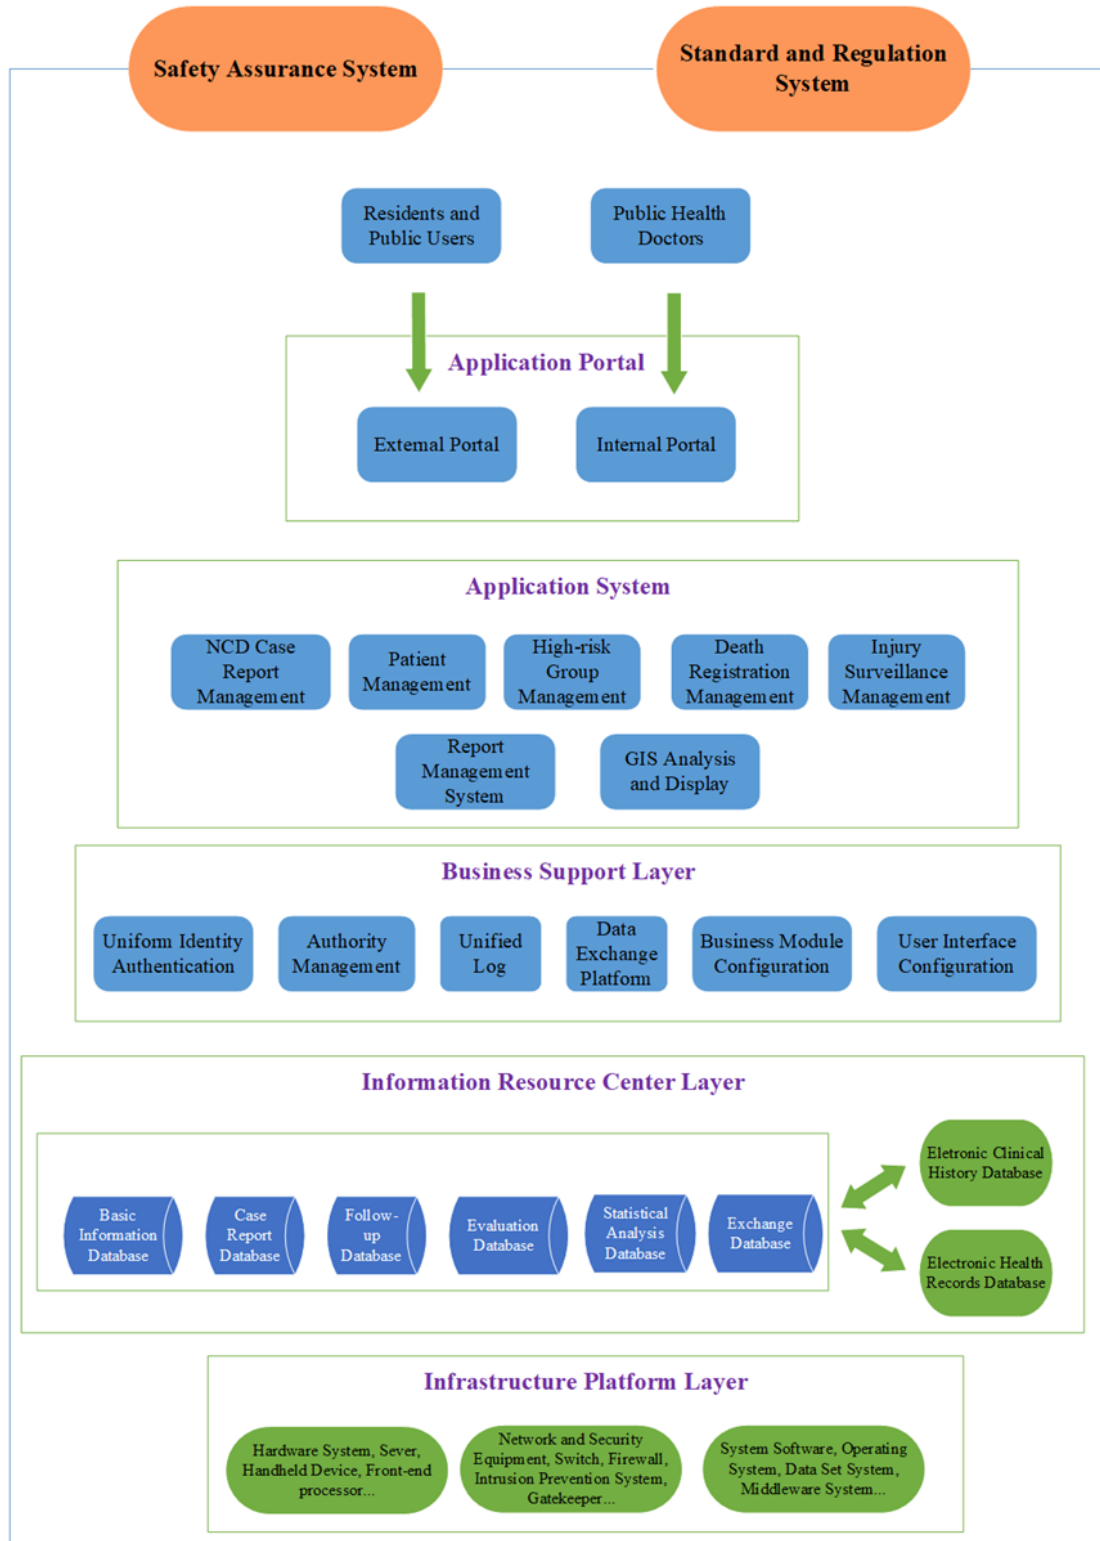 Safety Assurance System
Standard and Regulation
System
Residents and
Public Users
Public Health
Doctors
Application Portal
External Portal
Internal Portal
Application System
NCD Case
Report
Management
Patient
Management
High-risk
Group
Management
Death
Registration
Management
Injury
Surveillance
Management
Report
Management
System
GIS Analysis
and Display
Business Support Layer
Uniform Identity
Authentication
Authority
Management
Unified
Log
Data
Exchange
Platform
Business Module
Configuration
User Interface
Configuration
Information Resource Center Layer
Basic
Information
Database
Case
Report
Database
Follow-
up
Database
Evaluation
Database
Statistical
Analysis
Database
Exchange
Database
Eletronic Clinical
History Database
Electronic Health
Records Database
Infrastructure Platform Layer
Hardware System, Sever,
Handheld Device, Front-end
processor...
Network and Security
Equipment, Switch, Firewall,
Intrusion Prevention System,
Gatekeeper...
System Software, Operating
System, Data Set System,
Middleware System...